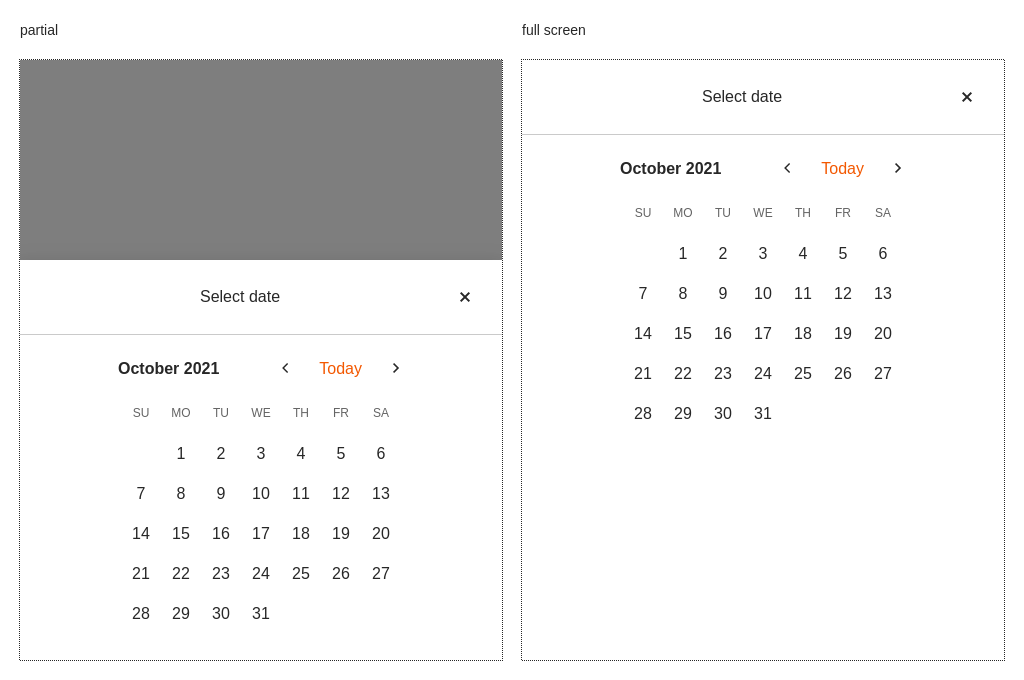 partial
Select date
October 2021 Today
SU MO TU WE TH FR SA
1 2 3 4 5 6
7 8 9 10 11 12 13
14 15 16 17 18 19 20
21 22 23 24 25 26 27
28 29 30 31
full screen
Select date
October 2021 Today
SU MO TU WE TH FR SA
1 2 3 4 5 6
7 8 9 10 11 12 13
14 15 16 17 18 19 20
21 22 23 24 25 26 27
28 29 30 31